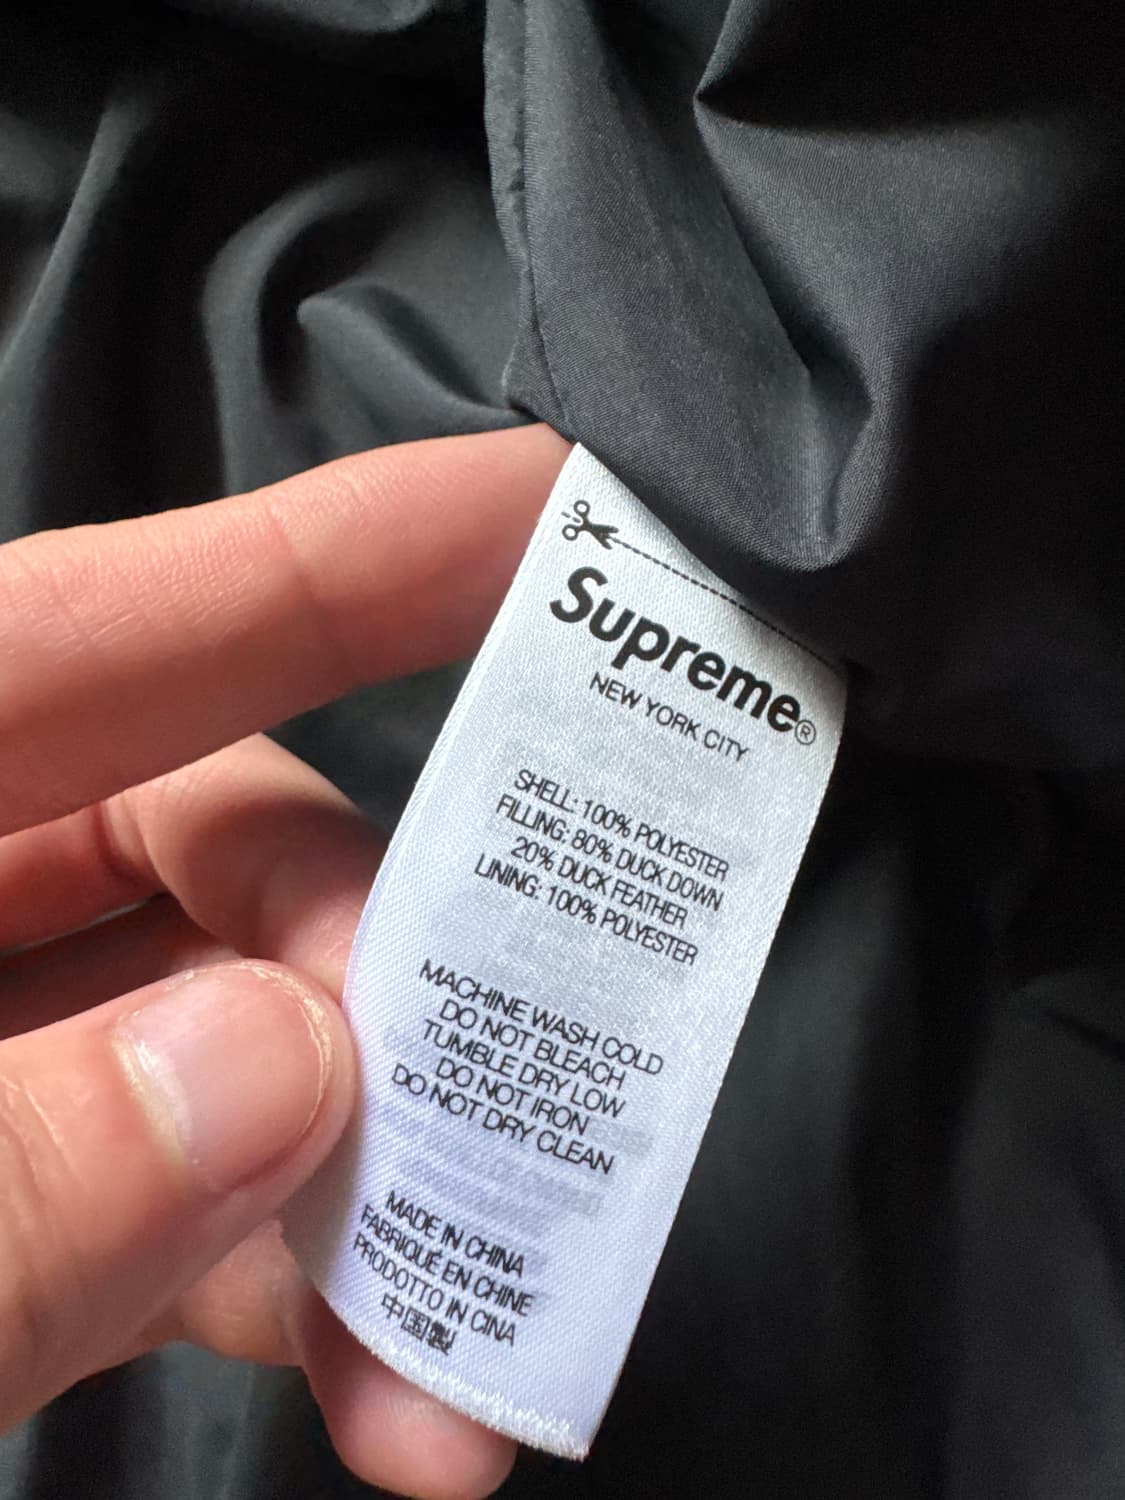 Supreme®
NEW YORK CITY
SHELL: 100% POLYESTER
FILLING: 80% DUCK DOWN
20% DUCK FEATHER
LINING: 100% POLYESTER
MACHINE WASH COLD
DO NOT BLEACH
TUMBLE DRY LOW
DO NOT IRON
DO NOT DRY CLEAN
MADE IN CHINA
FABRIQUÉ EN CHINE
PRODOTTO IN CINA
中国製